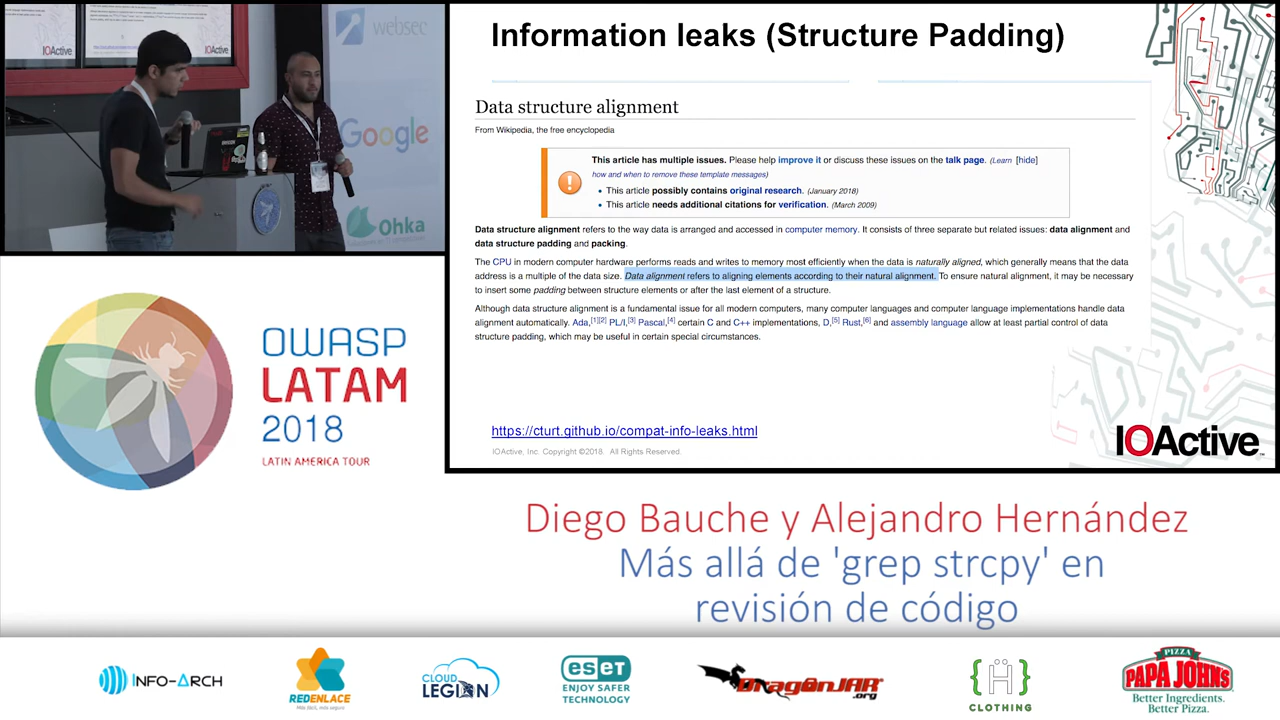 IOActive
IOActive
websec
Google
Ohka
Information leaks (Structure Padding)
Data structure alignment
From Wikipedia, the free encyclopedia
This article has multiple issues. Please help improve it or discuss these issues on the talk page. (Learn [hide]
how and when to remove these template messages)
• This article possibly contains original research. (January 2018)
• This article needs additional citations for verification. (March 2009)
Data structure alignment refers to the way data is arranged and accessed in computer memory. It consists of three separate but related issues: data alignment and
data structure padding and packing.
The CPU in modern computer hardware performs reads and writes to memory most efficiently when the data is naturally aligned, which generally means that the data
address is a multiple of the data size. Data alignment refers to aligning elements according to their natural alignment. To ensure natural alignment, it may be necessary
to insert some padding between structure elements or after the last element of a structure.
Although data structure alignment is a fundamental issue for all modern computers, many computer languages and computer language implementations handle data
alignment automatically. Ada,[1][2] PL/I,[3] Pascal,[4] certain C and C++ implementations, D,[5] Rust,[6] and assembly language allow at least partial control of data
structure padding, which may be useful in certain special circumstances.
https://cturt.github.io/compat-info-leaks.html
IOActive, Inc. Copyright ©2018. All Rights Reserved.
IOActive™
OWASP
LATAM
2018
LATIN AMERICA TOUR
Diego Bauche y Alejandro Hernández
Más allá de 'grep strcpy' en
revisión de código
INFO-ARCH
REDENLACE
Más fácil, más seguro
CLOUD
LEGION
eseT
ENJOY SAFER
TECHNOLOGY
DragonJAR
.org
{Ḧ}
CLOTHING
PIZZA
PAPA JOHNS
Better Ingredients.
Better Pizza.